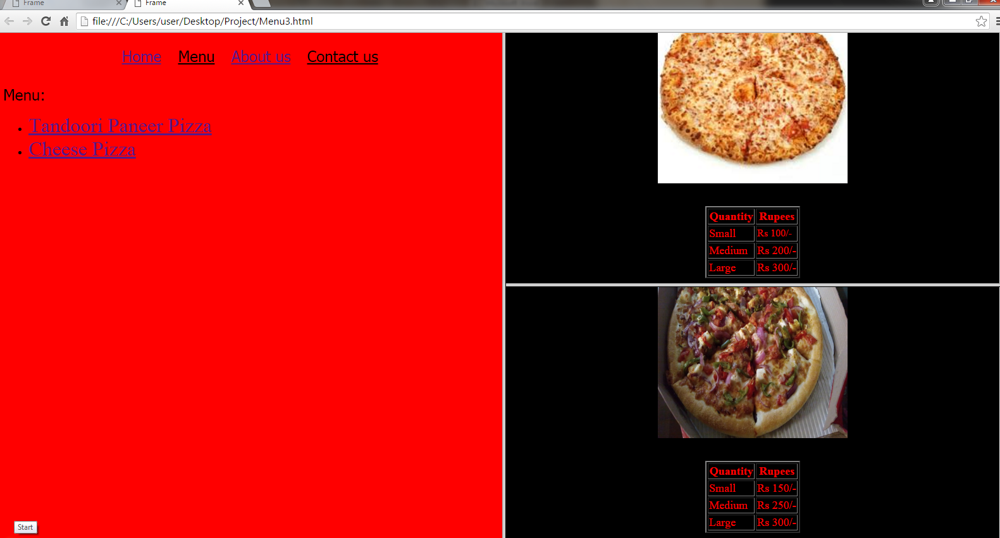 Frame
Frame
file:///C:/Users/user/Desktop/Project/Menu3.html
Home Menu About us Contact us
Menu:
Tandoori Paneer Pizza
Cheese Pizza
Quantity Rupees
Small Rs 100/-
Medium Rs 200/-
Large Rs 300/-
Quantity Rupees
Small Rs 150/-
Medium Rs 250/-
Large Rs 300/-
Start